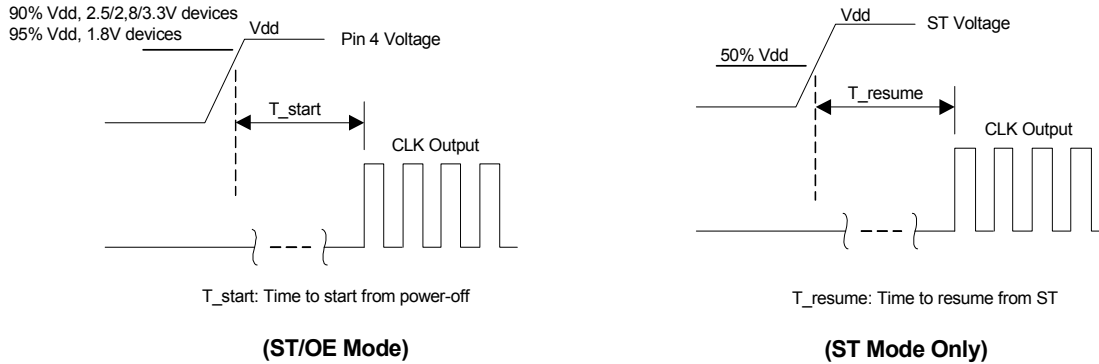 90% Vdd, 2.5/2,8/3.3V devices
95% Vdd, 1.8V devices
Vdd
Pin 4 Voltage
T_start
CLK Output
T_start: Time to start from power-off
(ST/OE Mode)
Vdd
ST Voltage
50% Vdd
T_resume
CLK Output
T_resume: Time to resume from ST
(ST Mode Only)